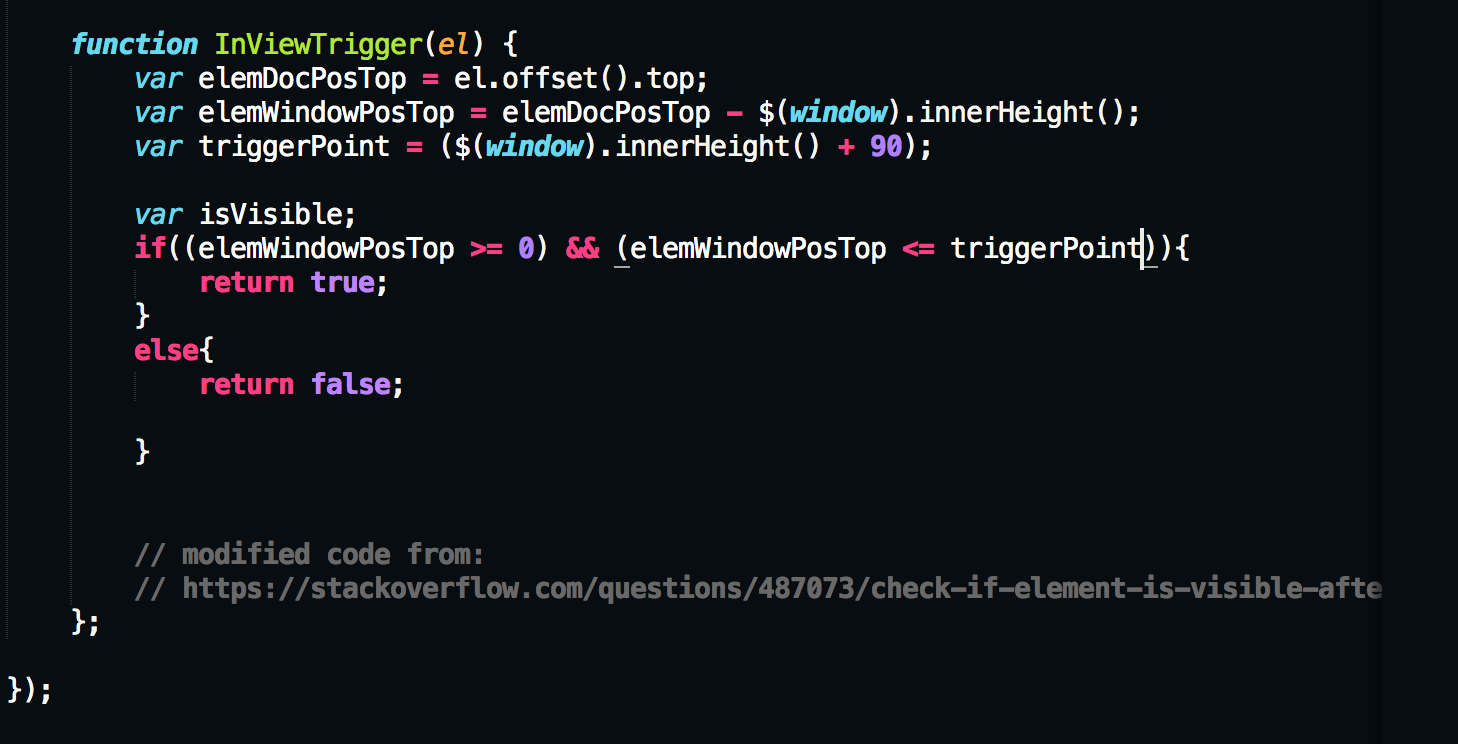 function InViewTrigger(el) {
var elemDocPosTop = el.offset().top;
var elemWindowPosTop = elemDocPosTop - $(window).innerHeight();
var triggerPoint = ($(window).innerHeight() + 90);
var isVisible;
if((elemWindowPosTop >= 0) && (elemWindowPosTop <= triggerPoint)){
return true;
}
else{
return false;
}
// modified code from:
// https://stackoverflow.com/questions/487073/check-if-element-is-visible-afte
};
});